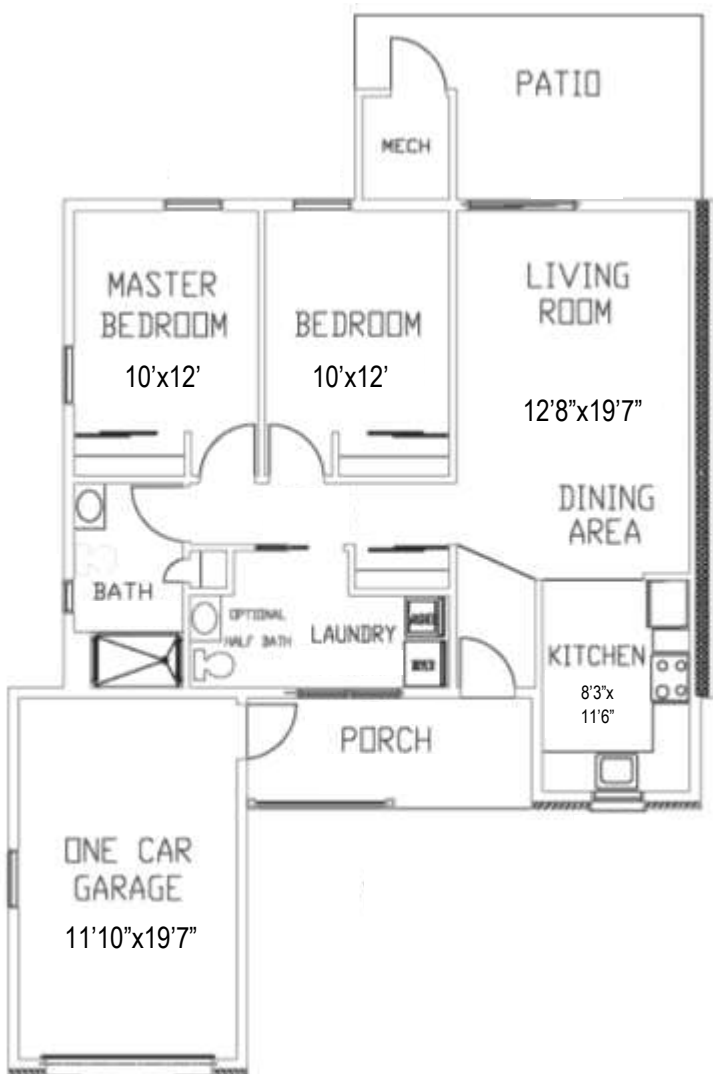 PATIO
MECH
MASTER
BEDROOM
10’x12’
BEDROOM
10’x12’
LIVING
ROOM
12’8”x19’7”
DINING
AREA
BATH
OPTIONAL
HALF BATH
LAUNDRY
KITCHEN
8’3”x
11’6”
PORCH
ONE CAR
GARAGE
11’10”x19’7”